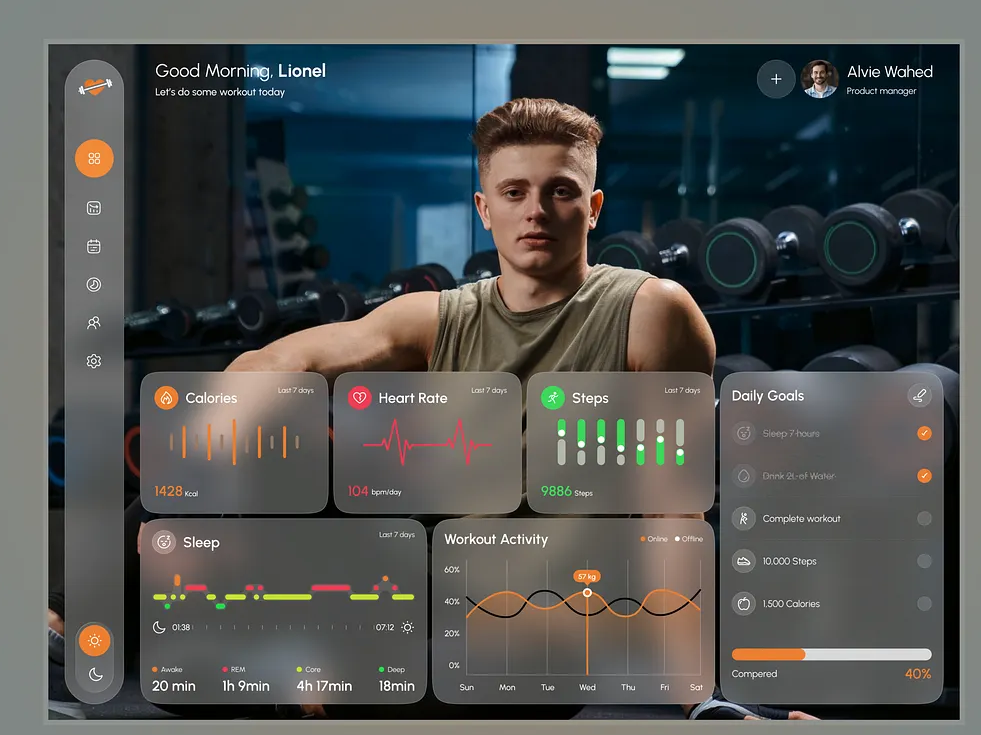 Good Morning, Lionel
Let's do some workout today
Alvie Wahed
Product manager
Calories
Last 7 days
1428 Kcal
Heart Rate
Last 7 days
104 bpm/day
Steps
Last 7 days
9886 Steps
Daily Goals
Sleep 7 hours
Drink 2L of Water
Complete workout
10,000 Steps
1,500 Calories
Compered
40%
Sleep
Last 7 days
01:38
07:12
Awake
REM
Core
Deep
20 min
1h 9min
4h 17min
18min
Workout Activity
Online
Offline
60%
40%
20%
0%
57 kg
Sun Mon Tue Wed Thu Fri Sat